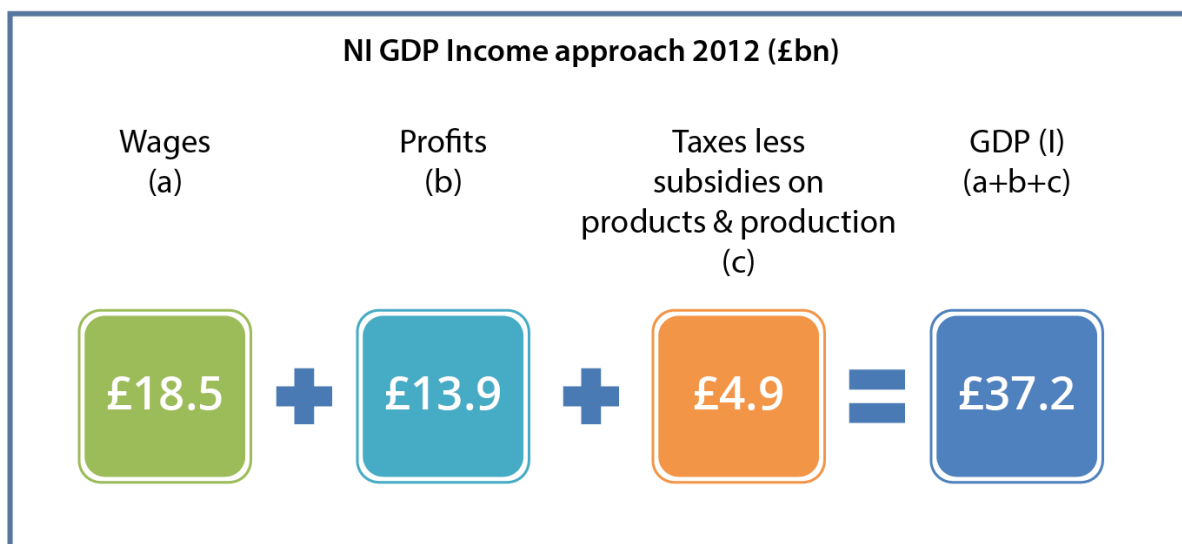 NI GDP Income approach 2012 (£bn)
Wages
(a)
Profits
(b)
Taxes less
subsidies on
products & production
(c)
GDP (I)
(a+b+c)
£18.5
£13.9
£4.9
£37.2